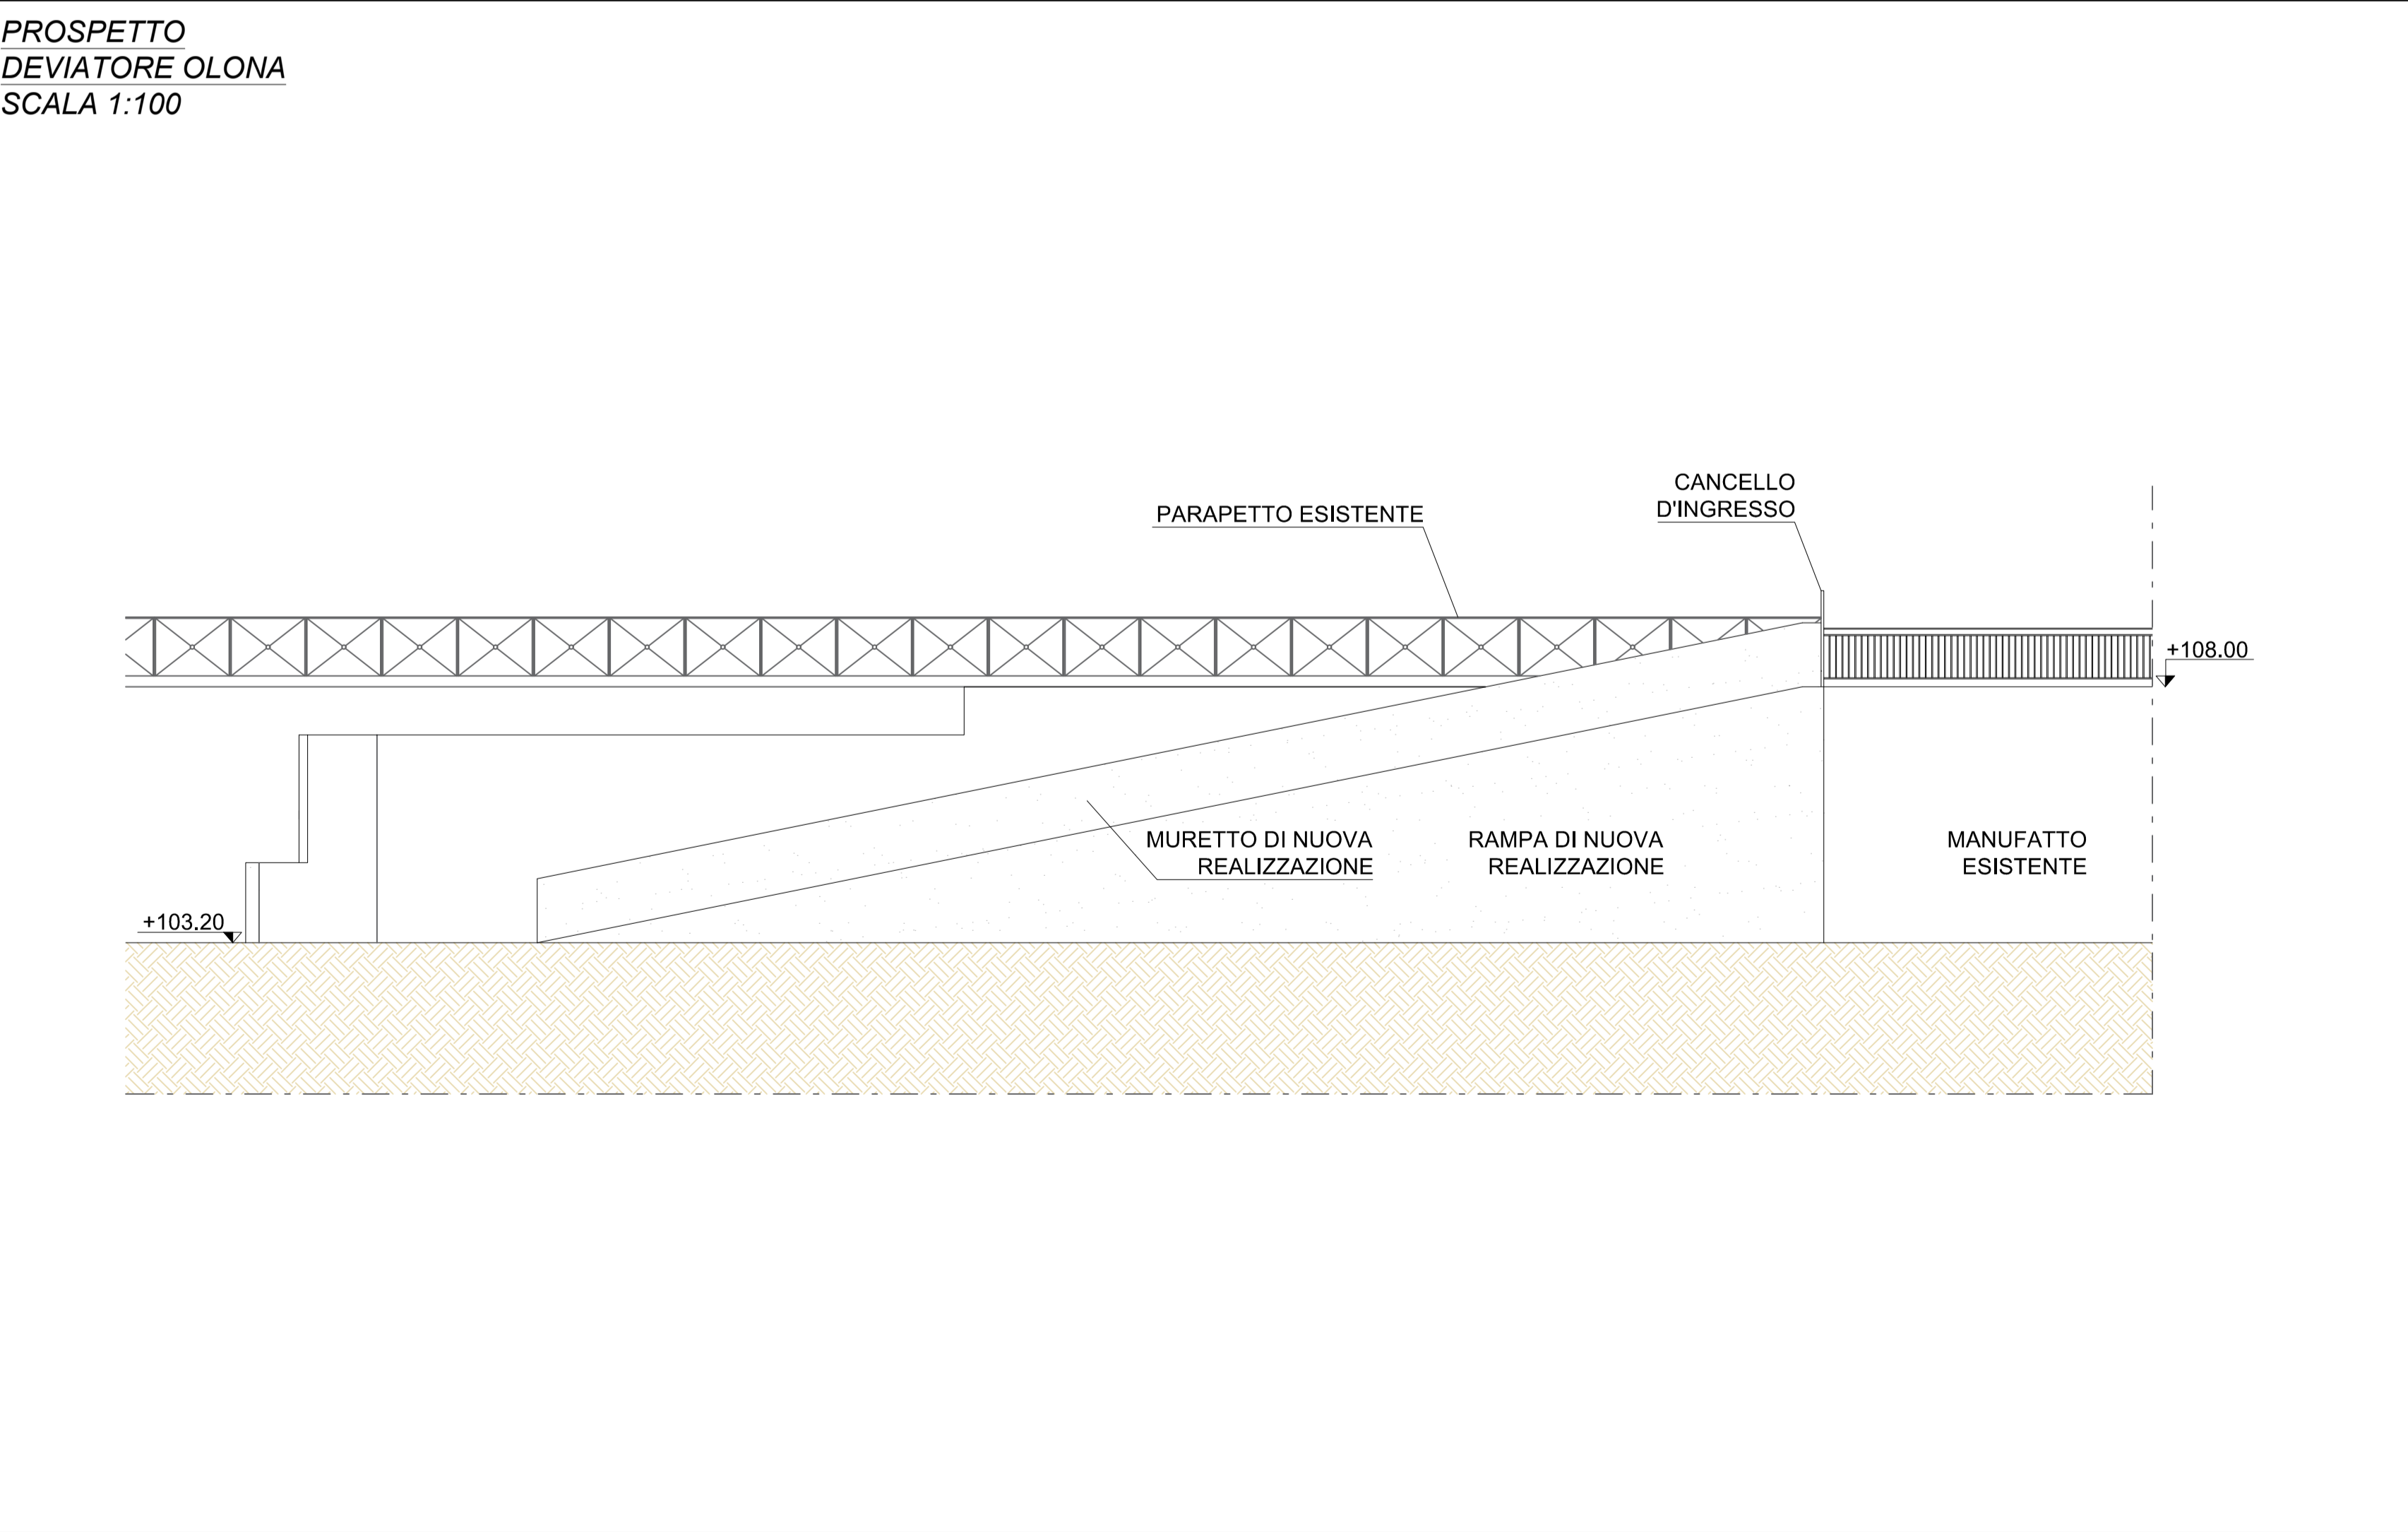 PROSPETTO
DEVIATORE OLONA
SCALA 1:100
CANCELLO
D'INGRESSO
PARAPETTO ESISTENTE
+108.00
MURETTO DI NUOVA
REALIZZAZIONE
RAMPA DI NUOVA
REALIZZAZIONE
MANUFATTO
ESISTENTE
+103.20